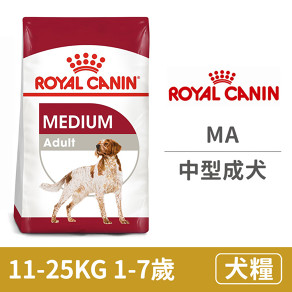 ROYAL CANIN
MEDIUM
Adult
ROYAL CANIN
MA
中型成犬
11-25KG 1-7歲
犬糧